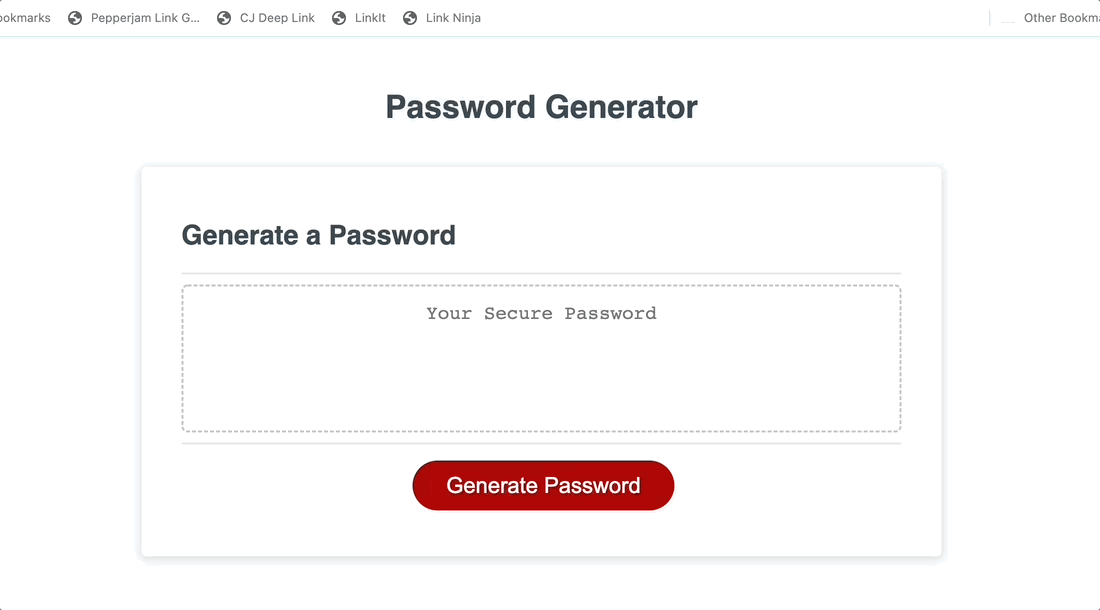 ookmarks Pepperjam Link G... CJ Deep Link LinkIt Link Ninja Other Bookma
Password Generator
Generate a Password
Your Secure Password
Generate Password